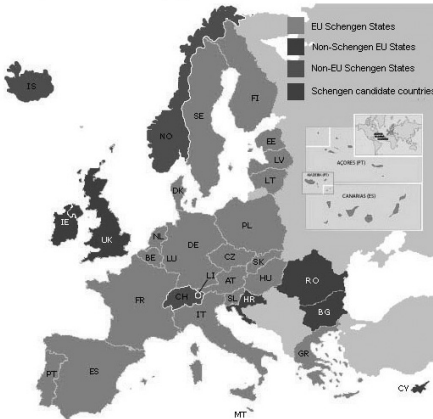 EU Schengen States
Non-Schengen EU States
Non-EU Schengen States
Schengen candidate countries
IS
NO
SE
FI
EE
LV
LT
AÇORES (PT)
MADEIRA (PT)
CANARIAS (ES)
DK
IE
UK
NL
BE
LU
DE
PL
CZ
SK
LI
AT
HU
RO
FR
CH
SL
HR
IT
BG
PT
ES
GR
MT
CY